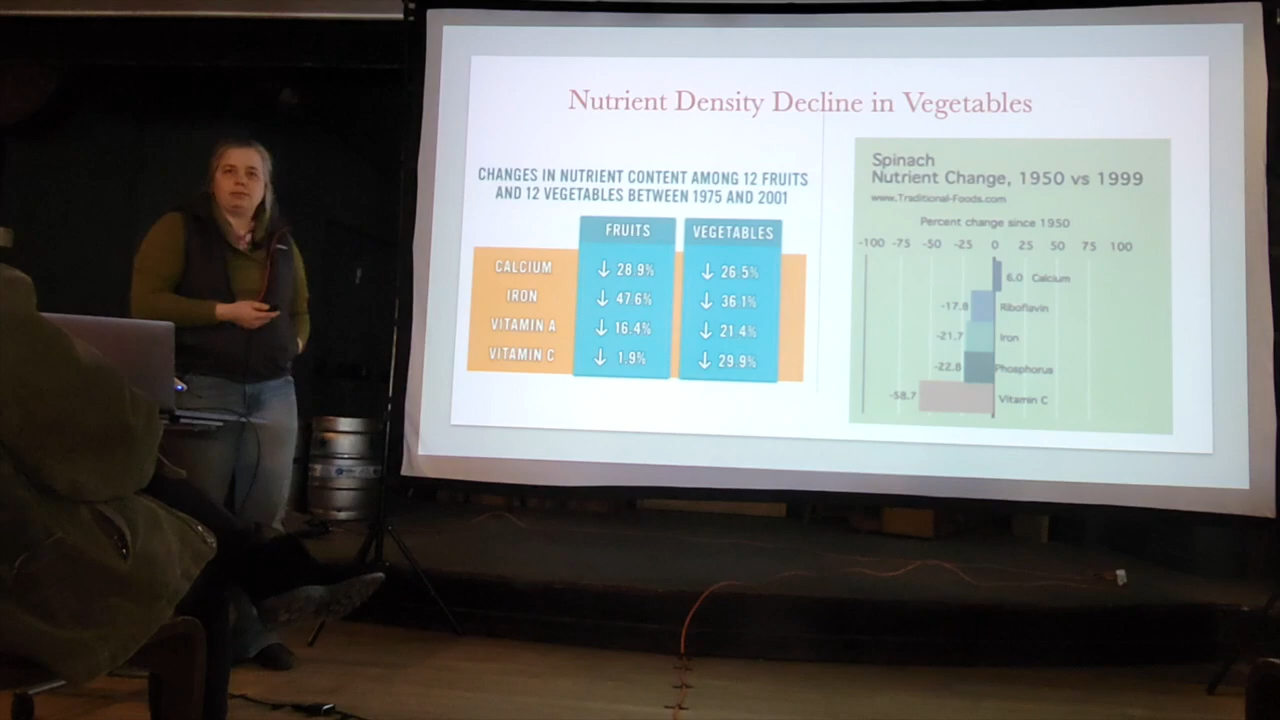 Nutrient Density Decline in Vegetables
CHANGES IN NUTRIENT CONTENT AMONG 12 FRUITS
AND 12 VEGETABLES BETWEEN 1975 AND 2001
FRUITS VEGETABLES
CALCIUM ↓ 28.9% ↓ 26.5%
IRON ↓ 47.6% ↓ 36.1%
VITAMIN A ↓ 16.4% ↓ 21.4%
VITAMIN C ↓ 1.9% ↓ 29.9%
Spinach
Nutrient Change, 1950 vs 1999
www.Traditional-Foods.com
Percent change since 1950
-100 -75 -50 -25 0 25 50 75 100
6.0 Calcium
-17.8 Riboflavin
-21.7 Iron
-22.8 Phosphorus
-58.7 Vitamin C